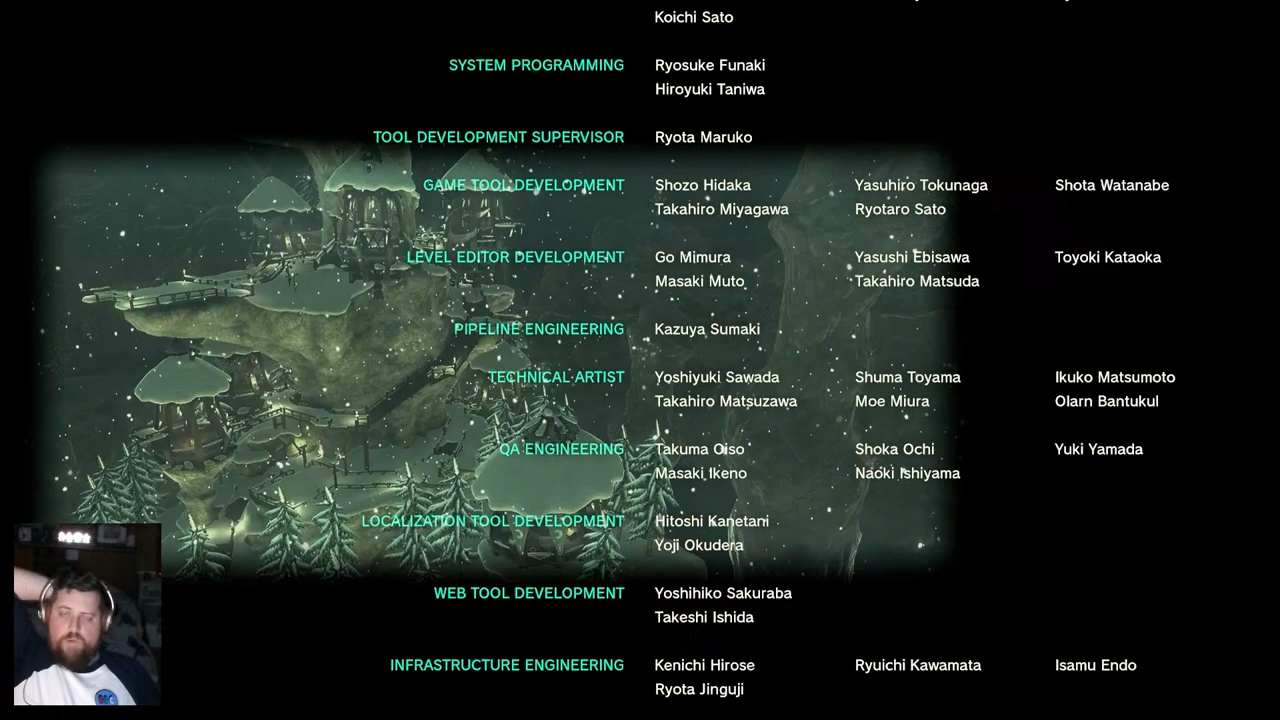 Koichi Sato
SYSTEM PROGRAMMING Ryosuke Funaki
Hiroyuki Taniwa
TOOL DEVELOPMENT SUPERVISOR Ryota Maruko
GAME TOOL DEVELOPMENT Shozo Hidaka Yasuhiro Tokunaga Shota Watanabe
Takahiro Miyagawa Ryotaro Sato
LEVEL EDITOR DEVELOPMENT Go Mimura Yasushi Ebisawa Toyoki Kataoka
Masaki Muto Takahiro Matsuda
PIPELINE ENGINEERING Kazuya Sumaki
TECHNICAL ARTIST Yoshiyuki Sawada Shuma Toyama Ikuko Matsumoto
Takahiro Matsuzawa Moe Miura Olarn Bantukul
QA ENGINEERING Takuma Oiso Shoka Ochi Yuki Yamada
Masaki Ikeno Naoki Ishiyama
LOCALIZATION TOOL DEVELOPMENT Hitoshi Kanetani
Yoji Okudera
WEB TOOL DEVELOPMENT Yoshihiko Sakuraba
Takeshi Ishida
INFRASTRUCTURE ENGINEERING Kenichi Hirose Ryuichi Kawamata Isamu Endo
Ryota Jinguji